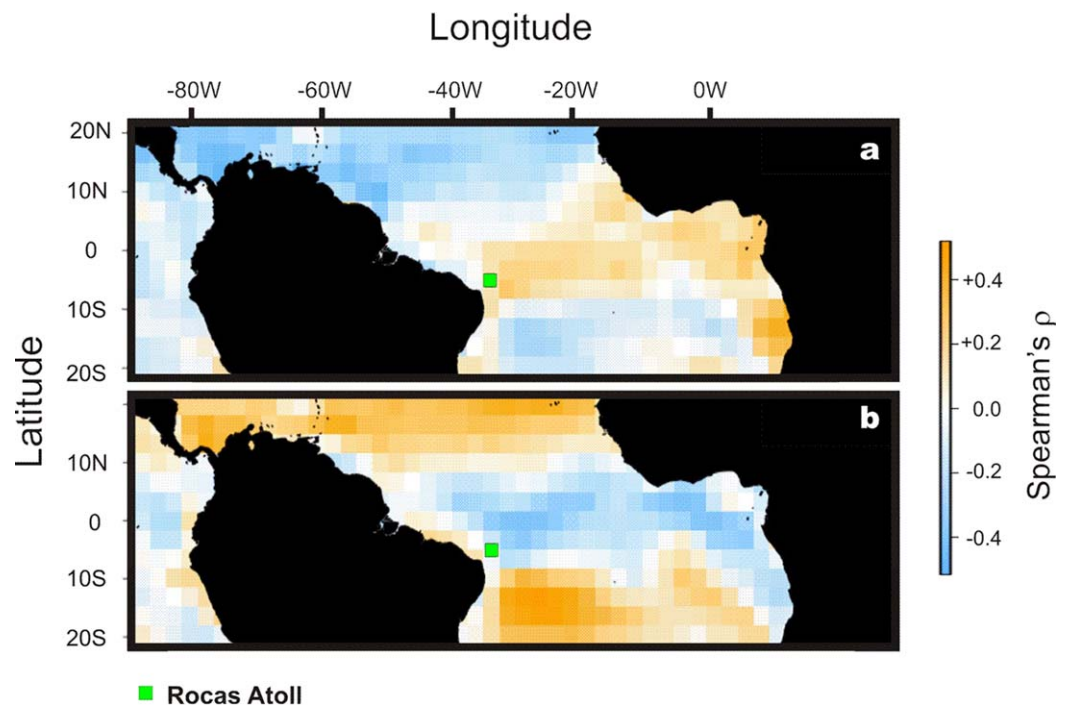 Longitude
-80W -60W -40W -20W 0W
20N
10N
0
10S
20S
a
10N
0
10S
20S
b
Latitude
+0.4
+0.2
0.0
-0.2
-0.4
Spearman's ρ
Rocas Atoll